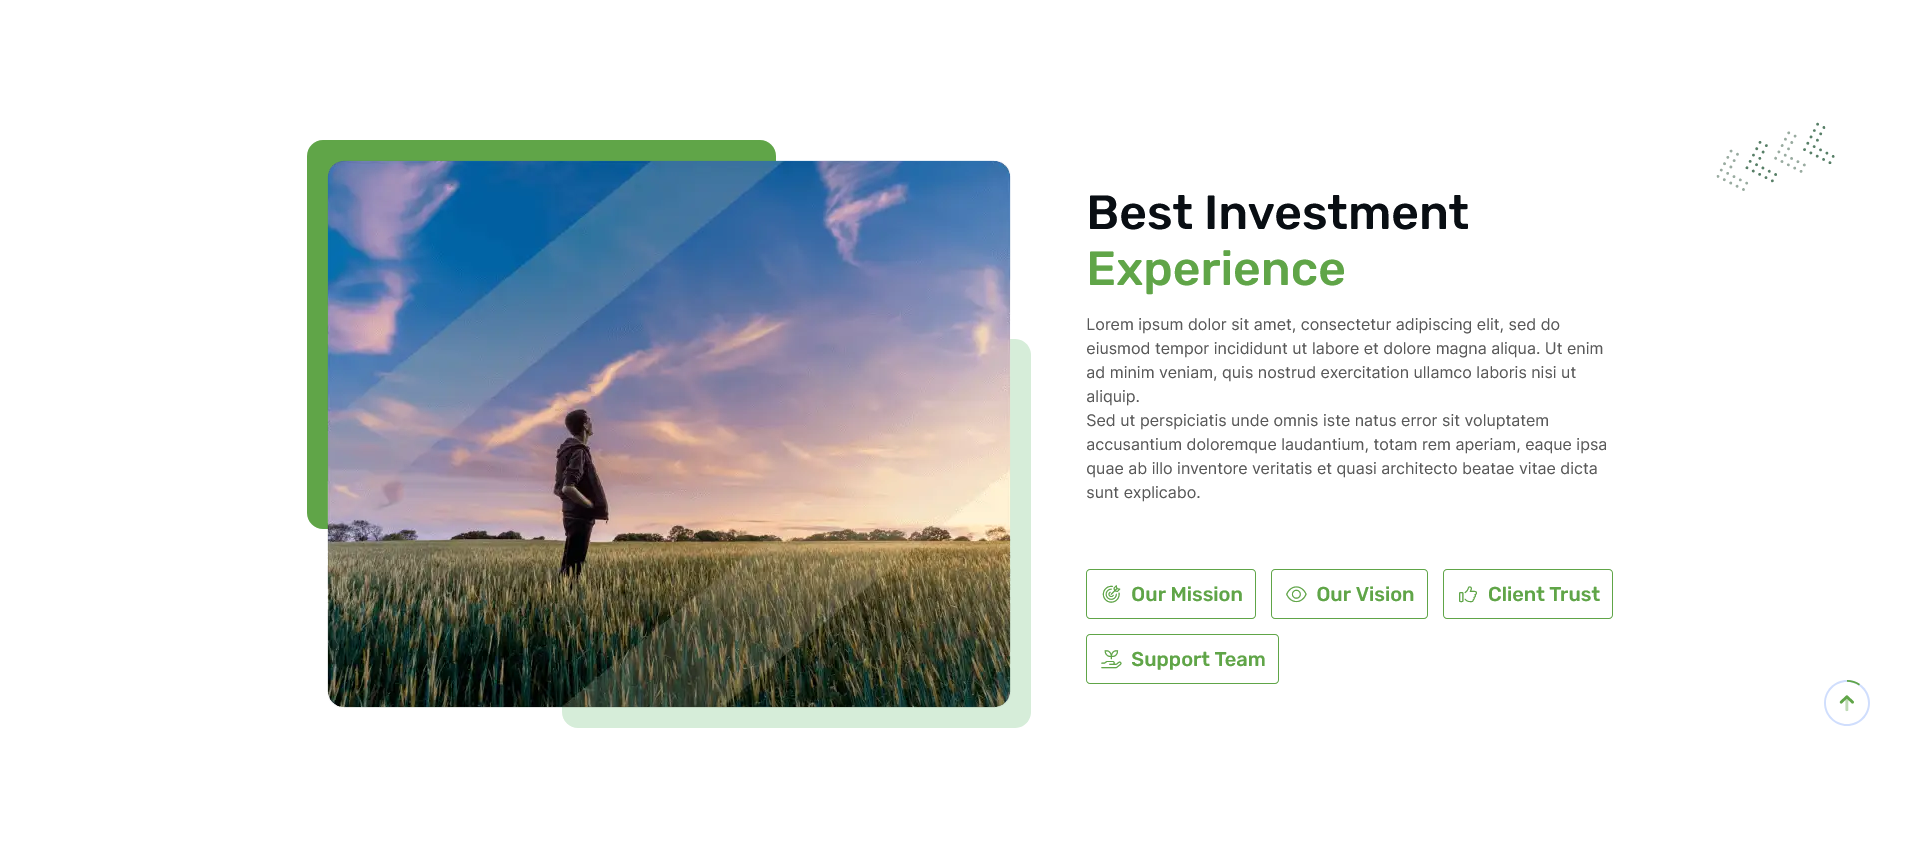 Best Investment
Experience
Lorem ipsum dolor sit amet, consectetur adipiscing elit, sed do
eiusmod tempor incididunt ut labore et dolore magna aliqua. Ut enim
ad minim veniam, quis nostrud exercitation ullamco laboris nisi ut
aliquip.
Sed ut perspiciatis unde omnis iste natus error sit voluptatem
accusantium doloremque laudantium, totam rem aperiam, eaque ipsa
quae ab illo inventore veritatis et quasi architecto beatae vitae dicta
sunt explicabo.
Our Mission
Our Vision
Client Trust
Support Team